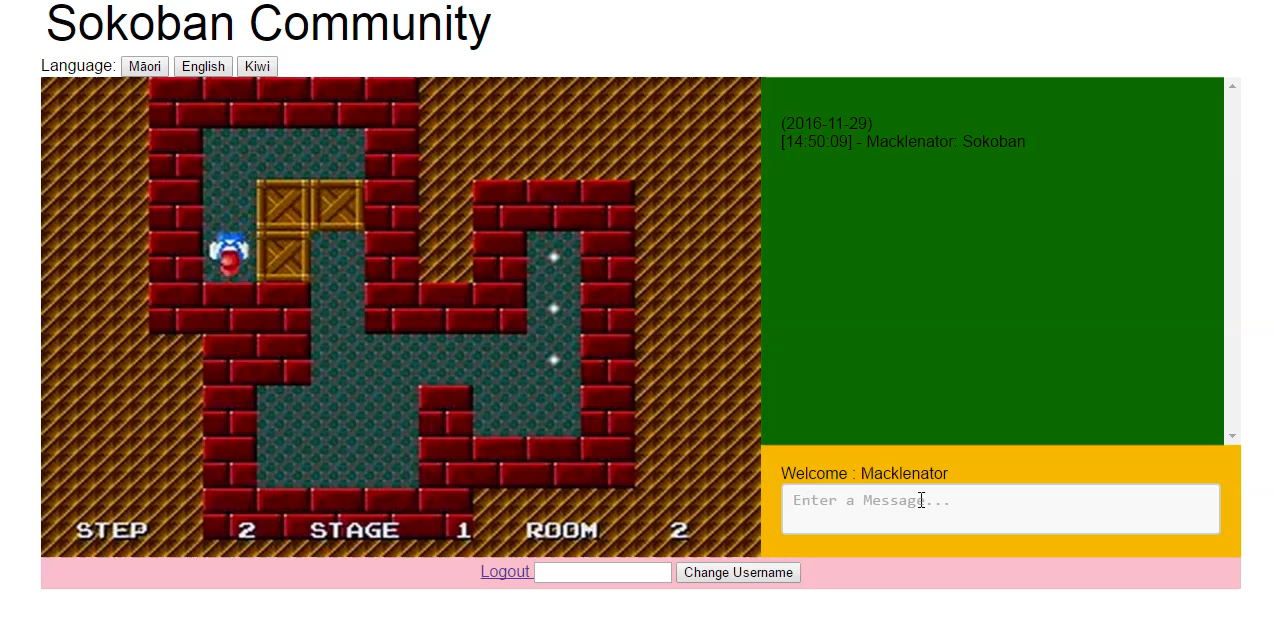 Sokoban Community
Language: Māori English Kiwi
(2016-11-29)
[14:50:09] - Macklenator: Sokoban
Welcome : Macklenator
Enter a Message...
STEP 2 STAGE 1 ROOM 2
Logout Change Username